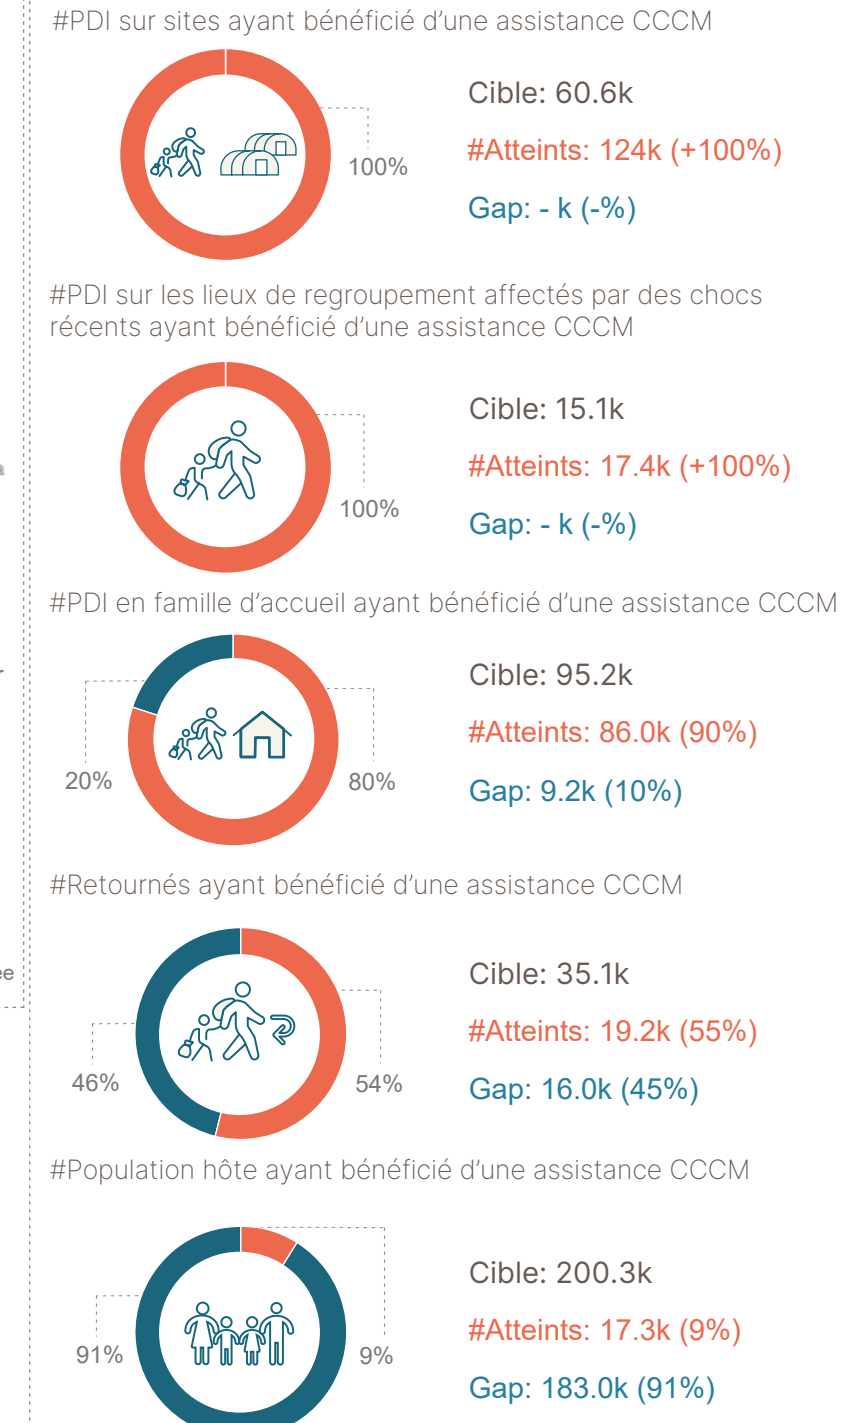 #PDI sur sites ayant bénéficié d'une assistance CCCM
100%
Cible: 60.6k
#Atteints: 124k (+100%)
Gap: - k (-%)
#PDI sur les lieux de regroupement affectés par des chocs
récents ayant bénéficié d'une assistance CCCM
100%
Cible: 15.1k
#Atteints: 17.4k (+100%)
Gap: - k (-%)
#PDI en famille d'accueil ayant bénéficié d'une assistance CCCM
20%
80%
Cible: 95.2k
#Atteints: 86.0k (90%)
Gap: 9.2k (10%)
#Retournés ayant bénéficié d'une assistance CCCM
46%
54%
Cible: 35.1k
#Atteints: 19.2k (55%)
Gap: 16.0k (45%)
#Population hôte ayant bénéficié d'une assistance CCCM
91%
9%
Cible: 200.3k
#Atteints: 17.3k (9%)
Gap: 183.0k (91%)